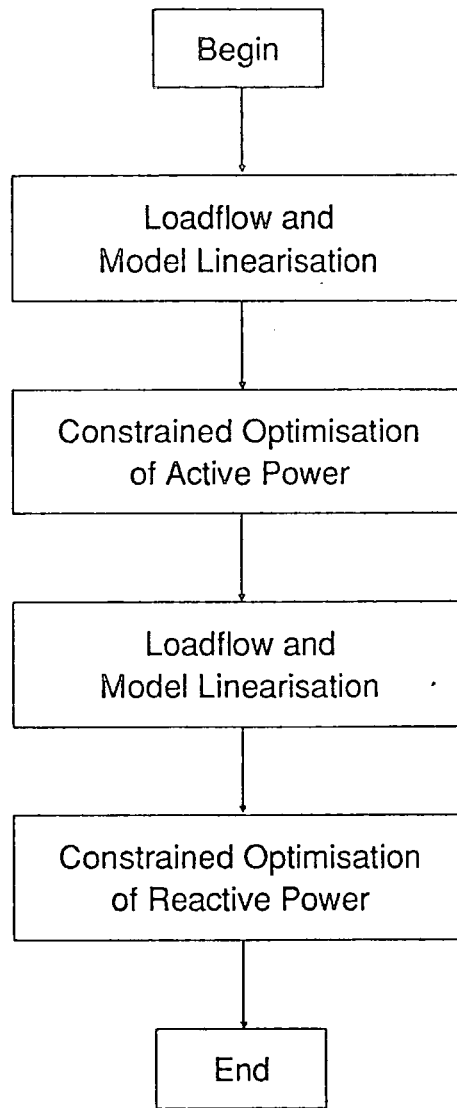 Begin
Loadflow and
Model Linearisation
Constrained Optimisation
of Active Power
Loadflow and
Model Linearisation
Constrained Optimisation
of Reactive Power
End